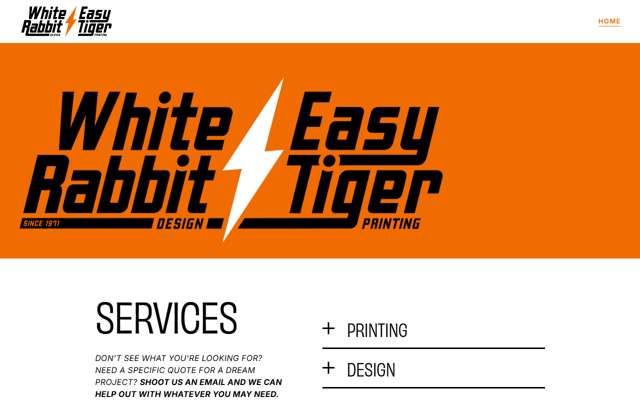 White Easy
Rabbit Tiger
HOME
White Easy
Rabbit Tiger
SINCE 1971 DESIGN PRINTING
SERVICES
DON'T SEE WHAT YOU'RE LOOKING FOR?
NEED A SPECIFIC QUOTE FOR A DREAM
PROJECT? SHOOT US AN EMAIL AND WE CAN
HELP OUT WITH WHATEVER YOU MAY NEED.
+ PRINTING
+ DESIGN